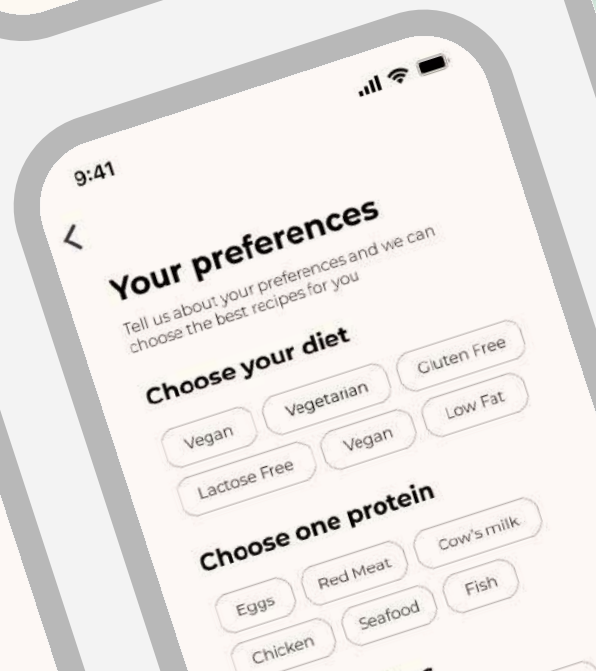 9:41
Your preferences
Tell us about your preferences and we can
choose the best recipes for you
Choose your diet
Vegan Vegetarian Gluten Free
Lactose Free Vegan Low Fat
Choose one protein
Eggs Red Meat Cow's milk
Chicken Seafood Fish